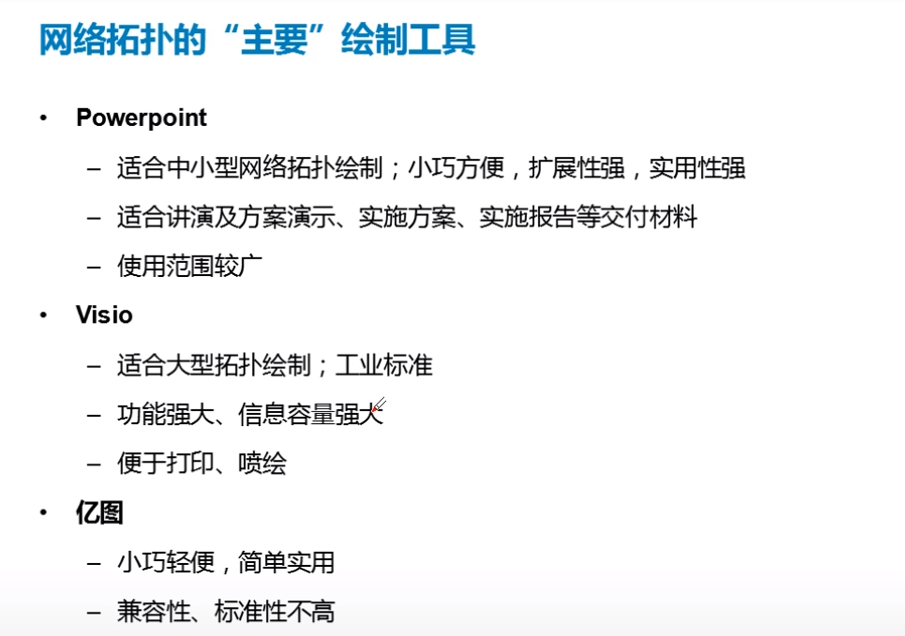 网络拓扑的“主要”绘制工具
• Powerpoint
– 适合中小型网络拓扑绘制；小巧方便，扩展性强，实用性强
– 适合讲演及方案演示、实施方案、实施报告等交付材料
– 使用范围较广
• Visio
– 适合大型拓扑绘制；工业标准
– 功能强大、信息容量强大
– 便于打印、喷绘
• 亿图
– 小巧轻便，简单实用
– 兼容性、标准性不高